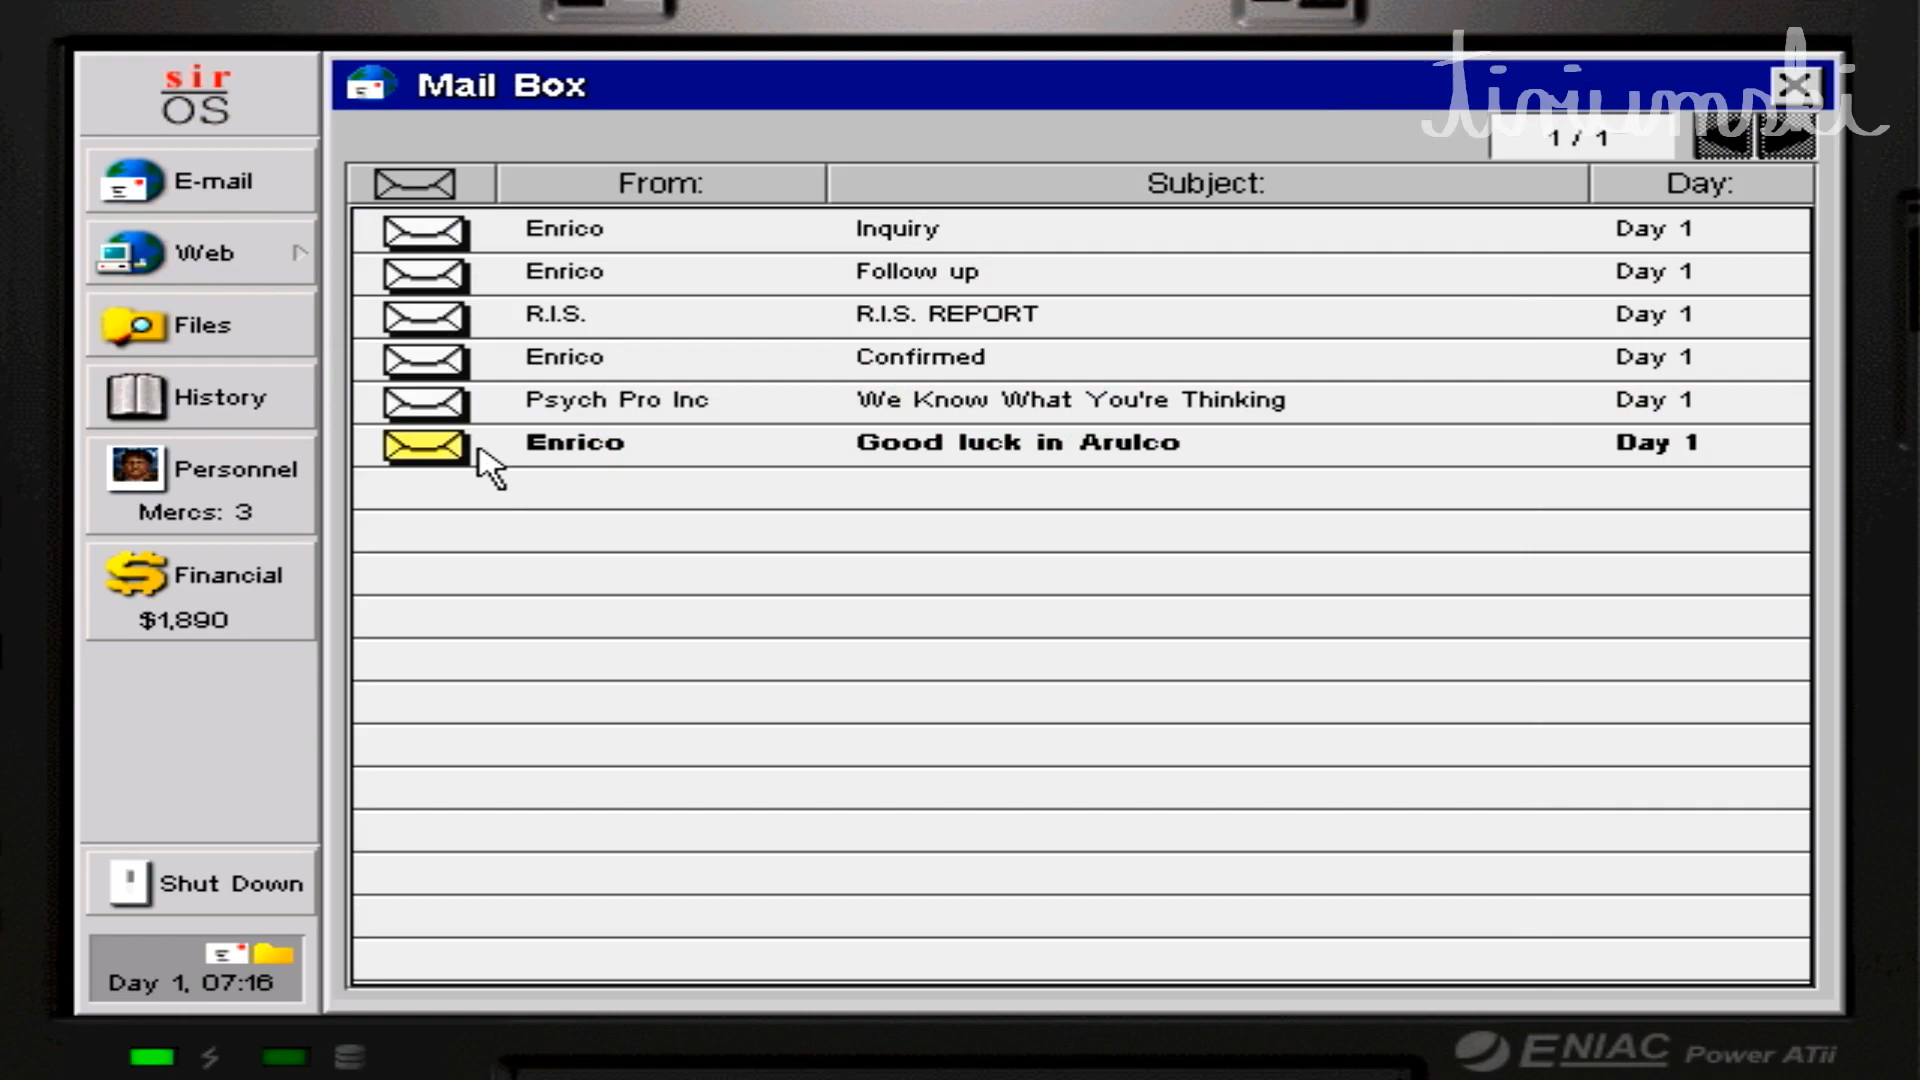 sir
OS
Mail Box
tinumski
1 / 1
E-mail
Web
Files
History
Personnel
Mercs: 3
Financial
$1,890
Shut Down
Day 1, 07:16
From: Subject: Day:
Enrico Inquiry Day 1
Enrico Follow up Day 1
R.I.S. R.I.S. REPORT Day 1
Enrico Confirmed Day 1
Psych Pro Inc We Know What You're Thinking Day 1
Enrico Good luck in Arulco Day 1
ENIAC Power ATii